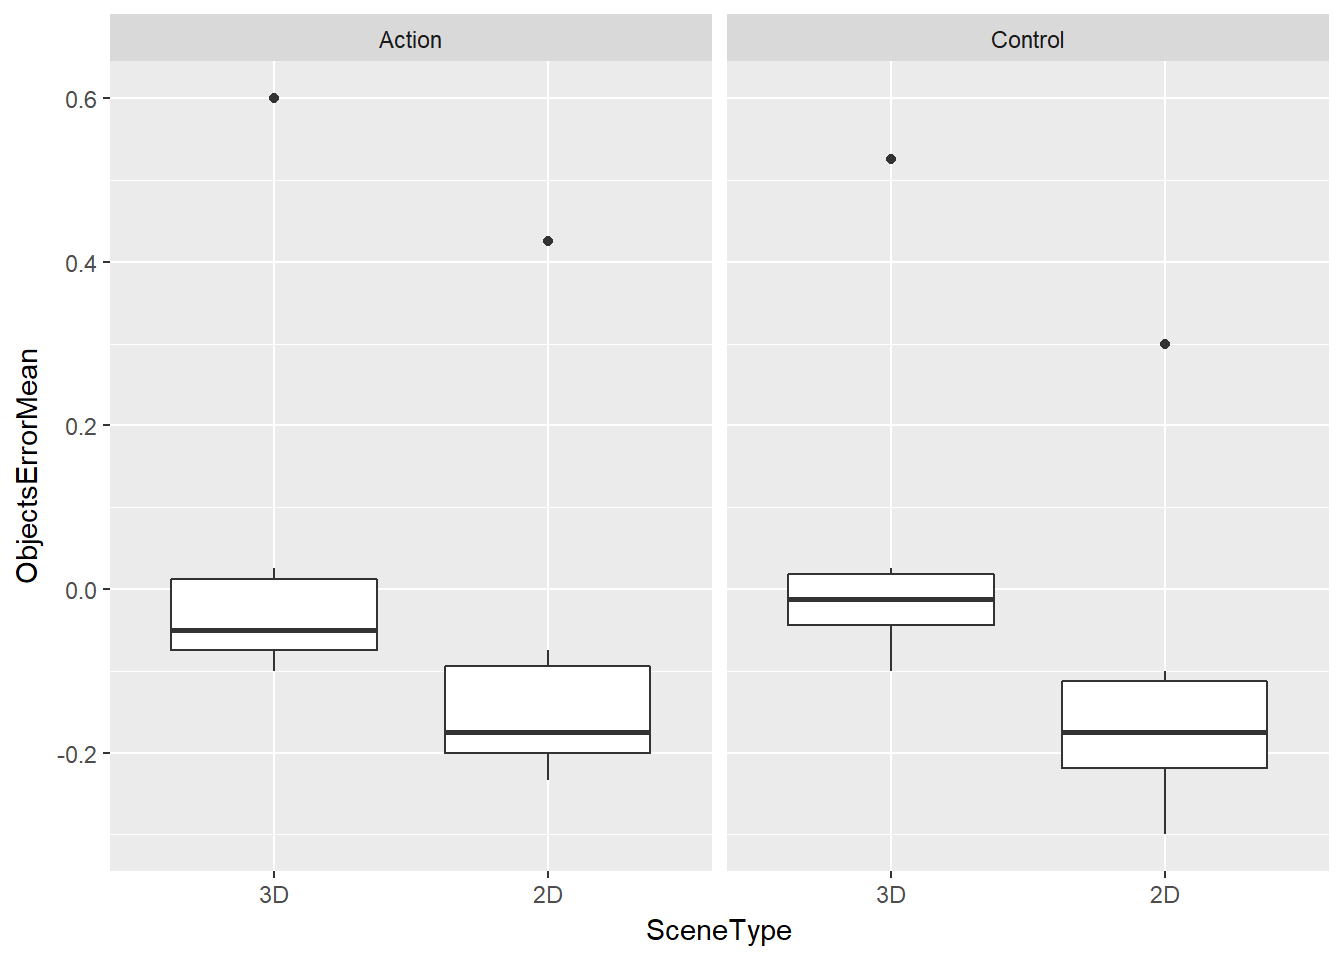 Action
Control
0.6
0.4
0.2
0.0
-0.2
ObjectsErrorMean
3D
2D
3D
2D
SceneType